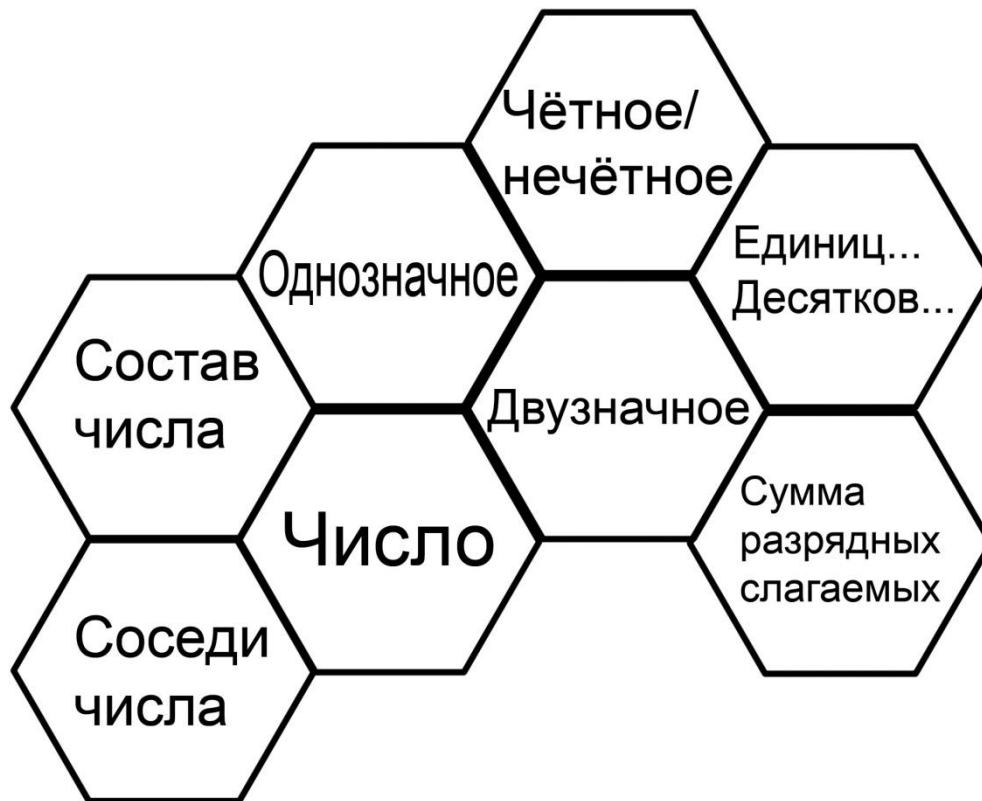 Чётное/
нечётное
Однозначное
Единиц...
Десятков...
Состав
числа
Двузначное
Число
Сумма
разрядных
слагаемых
Соседи
числа